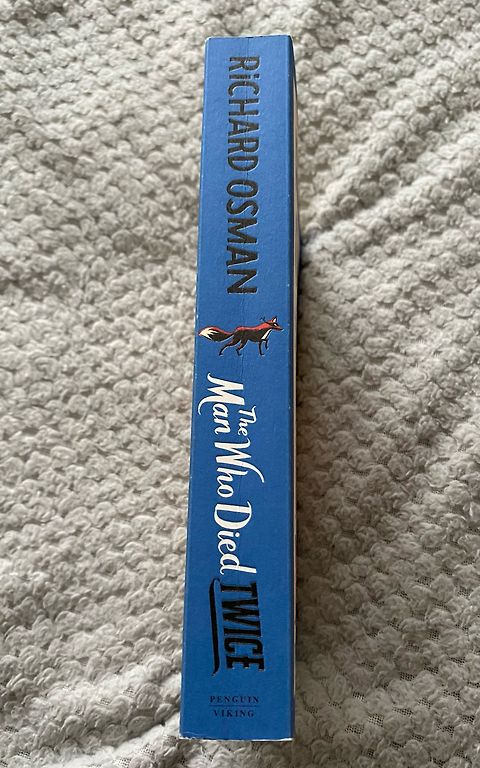 RiCHARD OSMAN
The
Man Who Died
TWICE
PENGUIN
VIKING